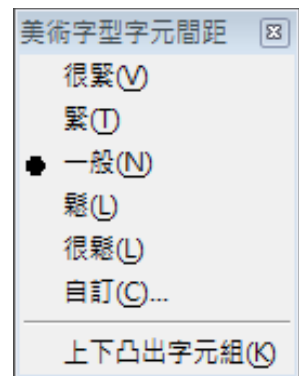 美術字型字元間距
很緊(V)
緊(T)
一般(N)
鬆(L)
很鬆(L)
自訂(C)...
上下凸出字元組(K)